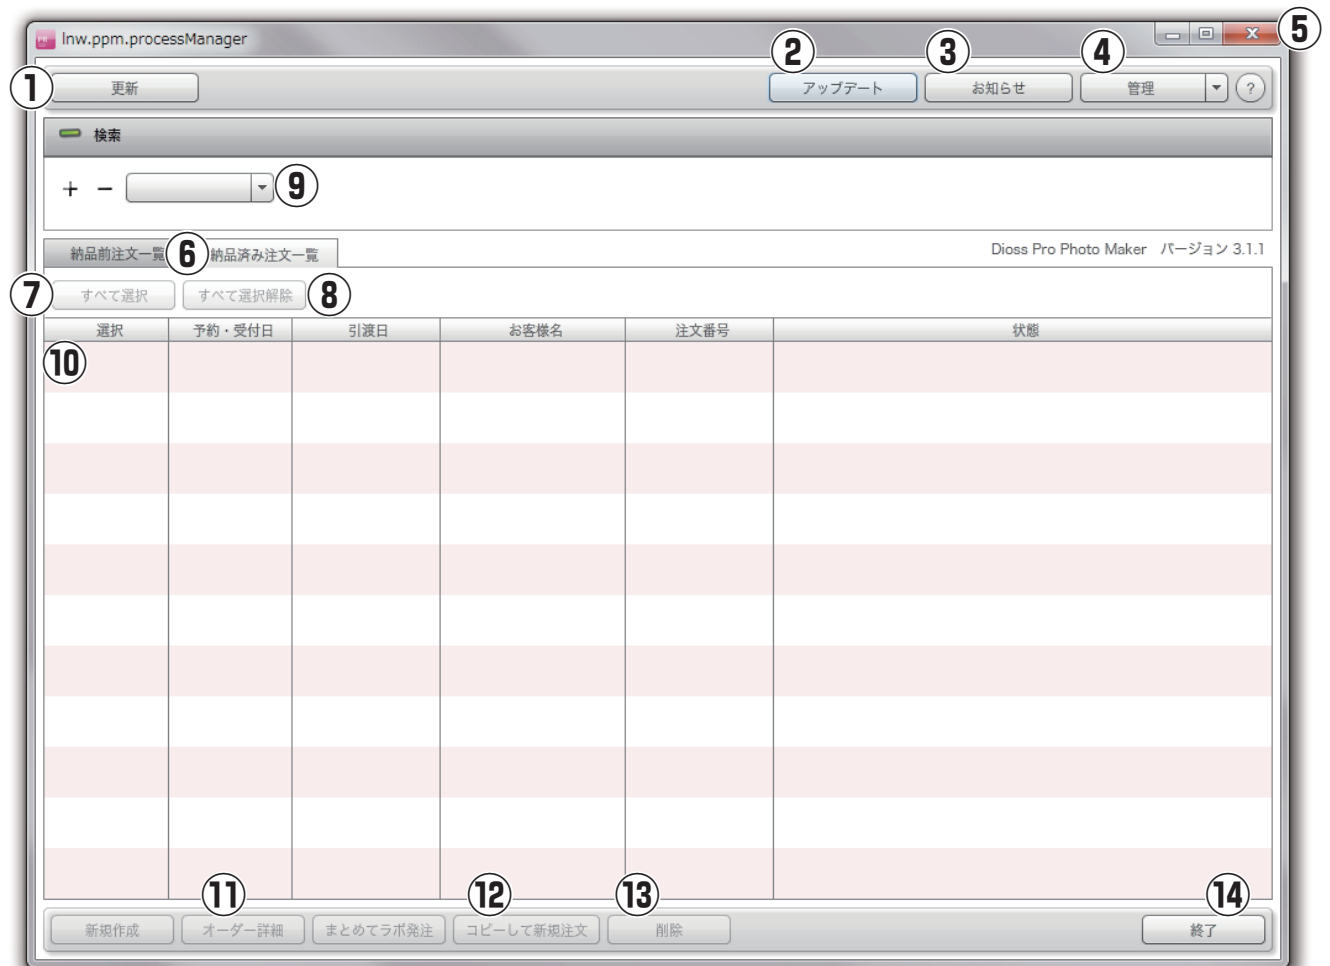 lnw.ppm.processManager
⑤
① 更新
② アップデート
③ お知らせ
④ 管理
?
検索
+ −
⑨
納品前注文一覧
⑥ 納品済み注文一覧
Dioss Pro Photo Maker バージョン 3.1.1
⑦ すべて選択
すべて選択解除 ⑧
選択 予約・受付日 引渡日 お客様名 注文番号 状態
⑩
⑪ ⑫ ⑬ ⑭
新規作成 オーダー詳細 まとめてラボ発注 コピーして新規注文 削除 終了